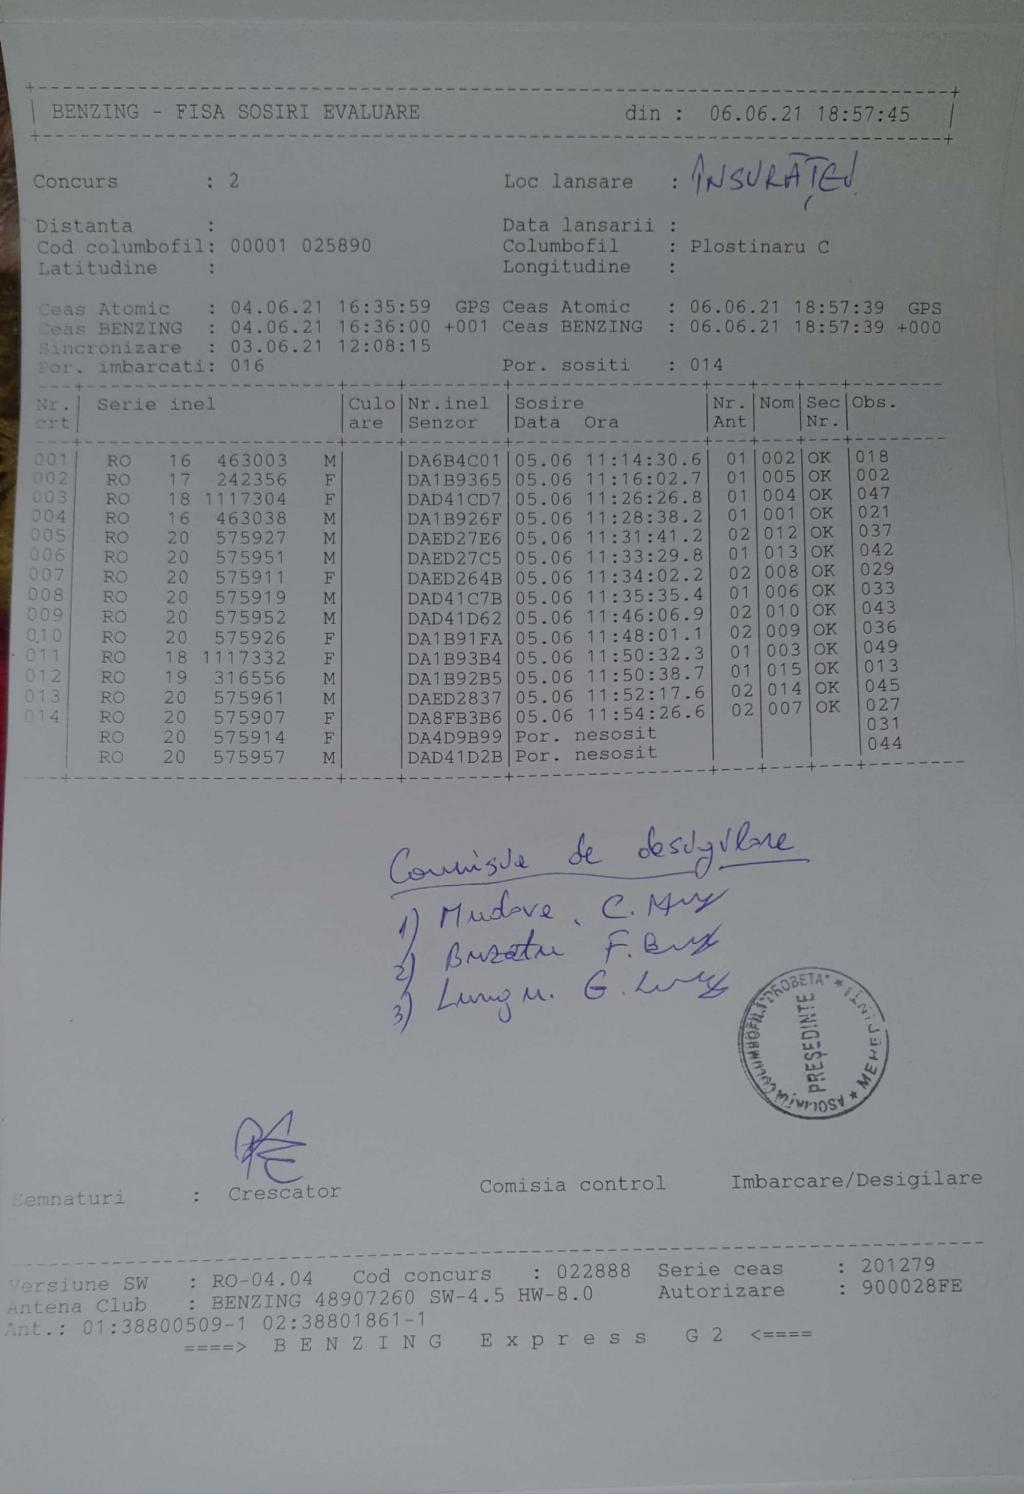 BENZING - FISA SOSIRI EVALUARE din : 06.06.21 18:57:45
Concurs : 2 Loc lansare : ÎNSURĂȚEI
Distanta : Data lansarii :
Cod columbofil: 00001 025890 Columbofil : Plostinaru C
Latitudine : Longitudine :
Ceas Atomic : 04.06.21 16:35:59 GPS Ceas Atomic : 06.06.21 18:57:39 GPS
Ceas BENZING : 04.06.21 16:36:00 +001 Ceas BENZING : 06.06.21 18:57:39 +000
Sincronizare : 03.06.21 12:08:15
Por. imbarcati: 016 Por. sositi : 014
Nr. Serie inel Culo Nr.inel Sosire Nr. Nom Sec Obs.
crt are Senzor Data Ora Ant Nr.
001 RO 16 463003 M DA6B4C01 05.06 11:14:30.6 01 002 OK 018
002 RO 17 242356 F DA1B9365 05.06 11:16:02.7 01 005 OK 002
003 RO 18 1117304 F DAD41CD7 05.06 11:26:26.8 01 004 OK 047
004 RO 16 463038 M DA1B926F 05.06 11:28:38.2 01 001 OK 021
005 RO 20 575927 M DAED27E6 05.06 11:31:41.2 02 012 OK 037
006 RO 20 575951 M DAED27C5 05.06 11:33:29.8 01 013 OK 042
007 RO 20 575911 F DAED264B 05.06 11:34:02.2 02 008 OK 029
008 RO 20 575919 M DAD41C7B 05.06 11:35:35.4 01 006 OK 033
009 RO 20 575952 M DAD41D62 05.06 11:46:06.9 02 010 OK 043
010 RO 20 575926 F DA1B91FA 05.06 11:48:01.1 02 009 OK 036
011 RO 18 1117332 F DA1B93B4 05.06 11:50:32.3 01 003 OK 049
012 RO 19 316556 M DA1B92B5 05.06 11:50:38.7 01 015 OK 013
013 RO 20 575961 M DAED2837 05.06 11:52:17.6 02 014 OK 045
014 RO 20 575907 F DA8FB3B6 05.06 11:54:26.6 02 007 OK 027
RO 20 575914 F DA4D9B99 Por. nesosit 031
RO 20 575957 M DAD41D2B Por. nesosit 044
Comisia de desigilare
1) Mudave. C.
2) Buzatu F.
3) Lungu. G.
ASOCIAȚIA COLUMBOFILĂ "DROBETA" * MEHEDINȚI *
PREȘEDINTE
Semnaturi : Crescator Comisia control Imbarcare/Desigilare
Versiune SW : RO-04.04 Cod concurs : 022888 Serie ceas : 201279
Antena Club : BENZING 48907260 SW-4.5 HW-8.0 Autorizare : 900028FE
Ant.: 01:38800509-1 02:38801861-1
====> B E N Z I N G E x p r e s s G 2 <====